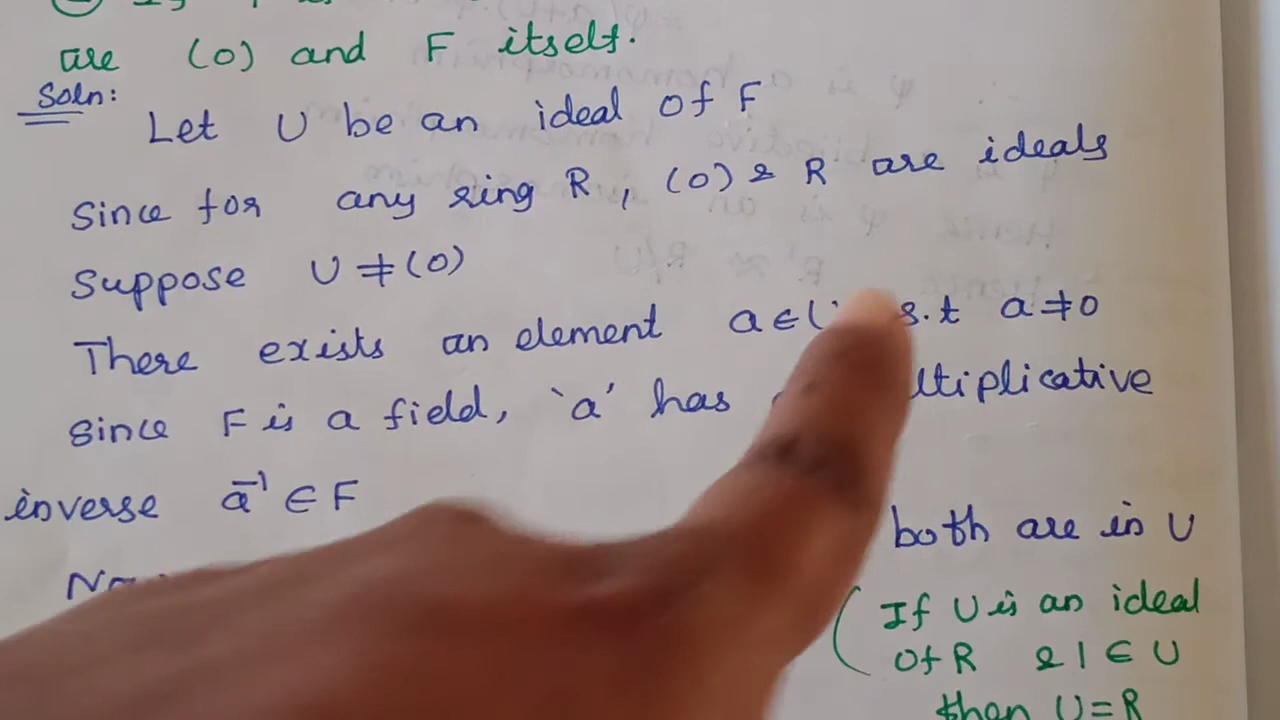 are (0) and F itself.
Soln:
Let U be an ideal of F
Since for any ring R, (0) & R are ideals
Suppose U ≠ (0)
There exists an element a ∈ s.t a ≠ 0
Since F is a field, 'a' has
inverse a⁻¹ ∈ F
both are in U
(If U is an ideal
of R & 1 ∈ U
then U = R